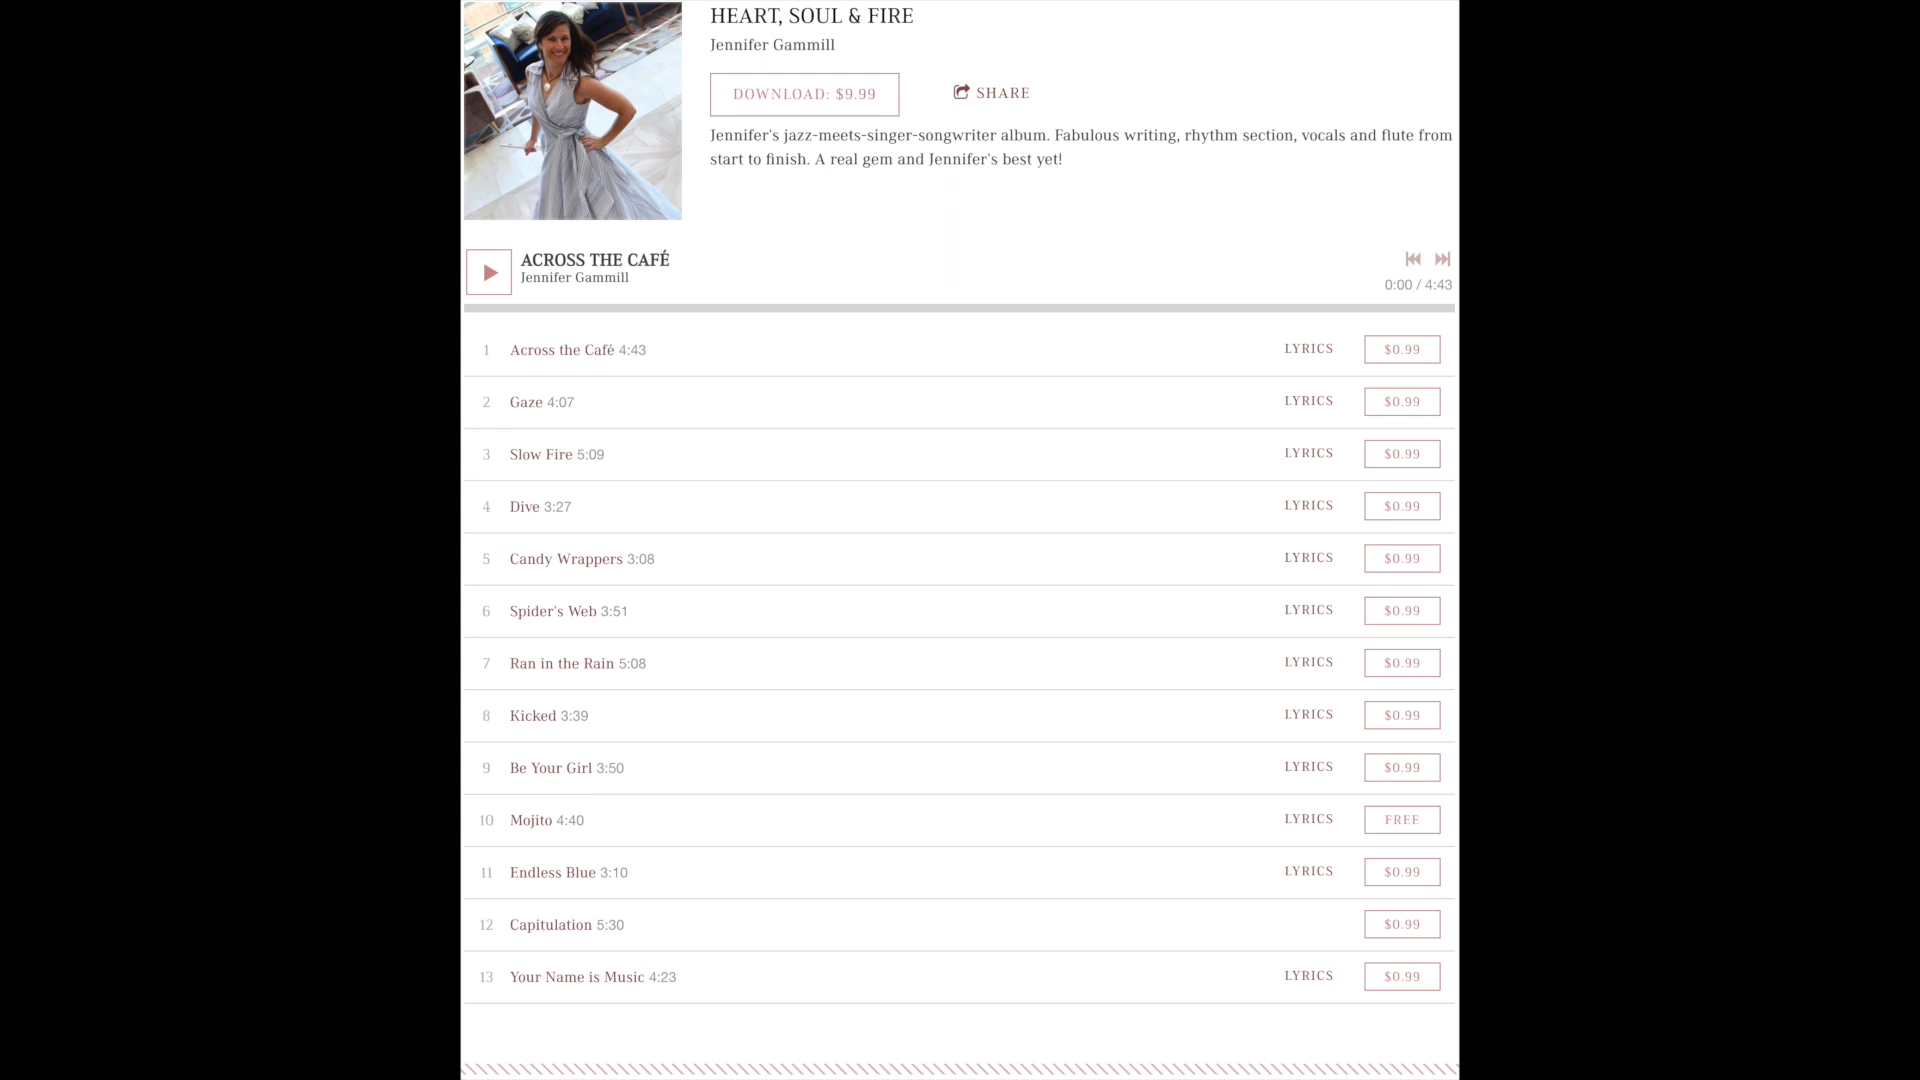 HEART, SOUL & FIRE
Jennifer Gammill
DOWNLOAD: $9.99 SHARE
Jennifer's jazz-meets-singer-songwriter album. Fabulous writing, rhythm section, vocals and flute from
start to finish. A real gem and Jennifer's best yet!
ACROSS THE CAFÉ
Jennifer Gammill
0:00 / 4:43
1 Across the Café 4:43 LYRICS $0.99
2 Gaze 4:07 LYRICS $0.99
3 Slow Fire 5:09 LYRICS $0.99
4 Dive 3:27 LYRICS $0.99
5 Candy Wrappers 3:08 LYRICS $0.99
6 Spider's Web 3:51 LYRICS $0.99
7 Ran in the Rain 5:08 LYRICS $0.99
8 Kicked 3:39 LYRICS $0.99
9 Be Your Girl 3:50 LYRICS $0.99
10 Mojito 4:40 LYRICS FREE
11 Endless Blue 3:10 LYRICS $0.99
12 Capitulation 5:30 $0.99
13 Your Name is Music 4:23 LYRICS $0.99